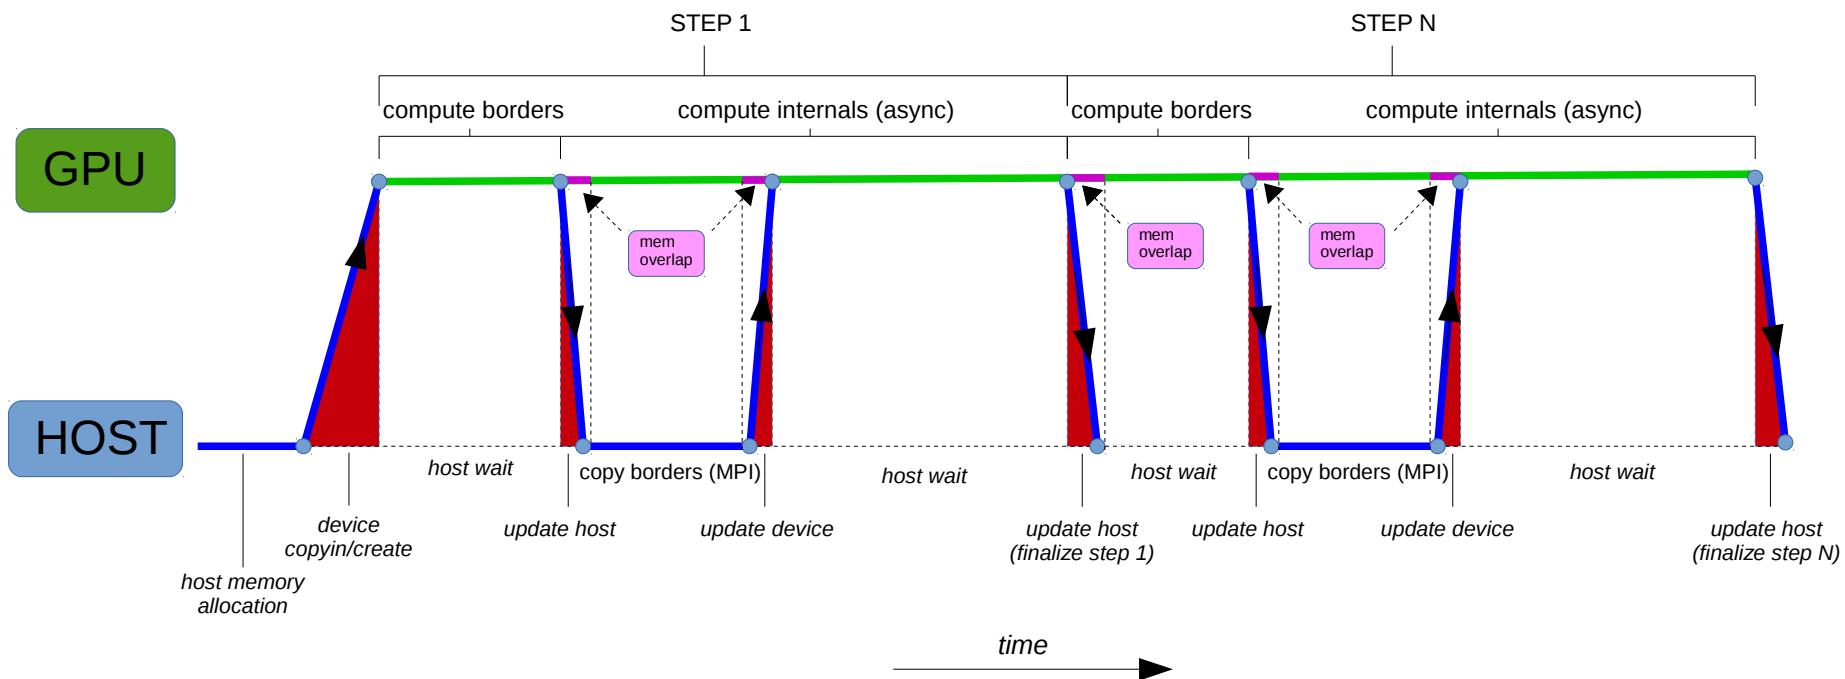 STEP 1
STEP N
compute borders
compute internals (async)
compute borders
compute internals (async)
GPU
mem
overlap
mem
overlap
mem
overlap
HOST
host wait
copy borders (MPI)
host wait
host wait
copy borders (MPI)
host wait
device
copyin/create
update host
update device
update host
(finalize step 1)
update host
update device
update host
(finalize step N)
host memory
allocation
time